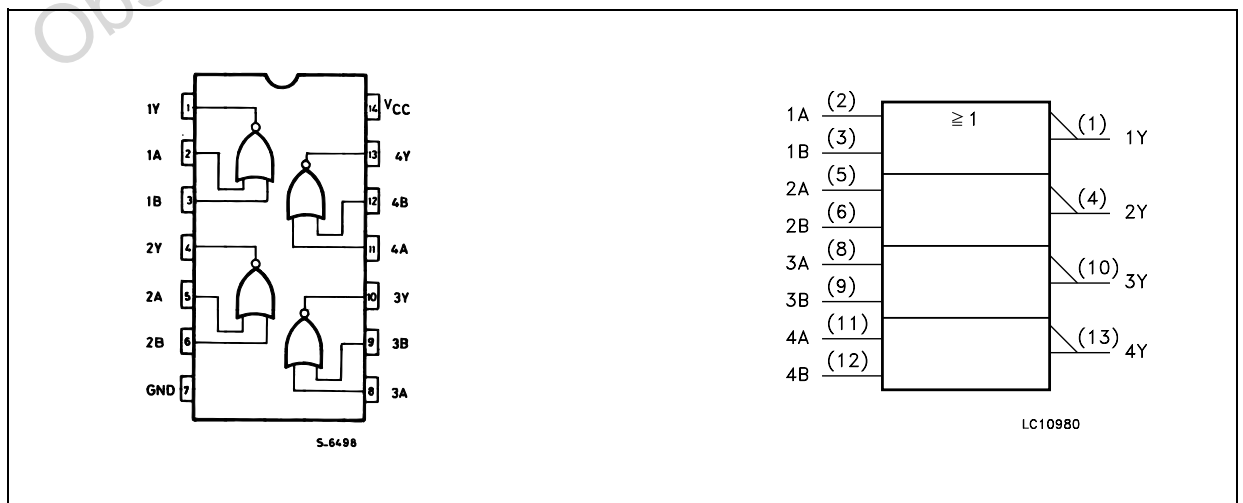 1Y 1 14 VCC
1A 2 13 4Y
1B 3 12 4B
2Y 4 11 4A
2A 5 10 3Y
2B 6 9 3B
GND 7 8 3A
S-6498
≧ 1
1A (2) (1) 1Y
1B (3)
2A (5) (4) 2Y
2B (6)
3A (8) (10) 3Y
3B (9)
4A (11) (13) 4Y
4B (12)
LC10980